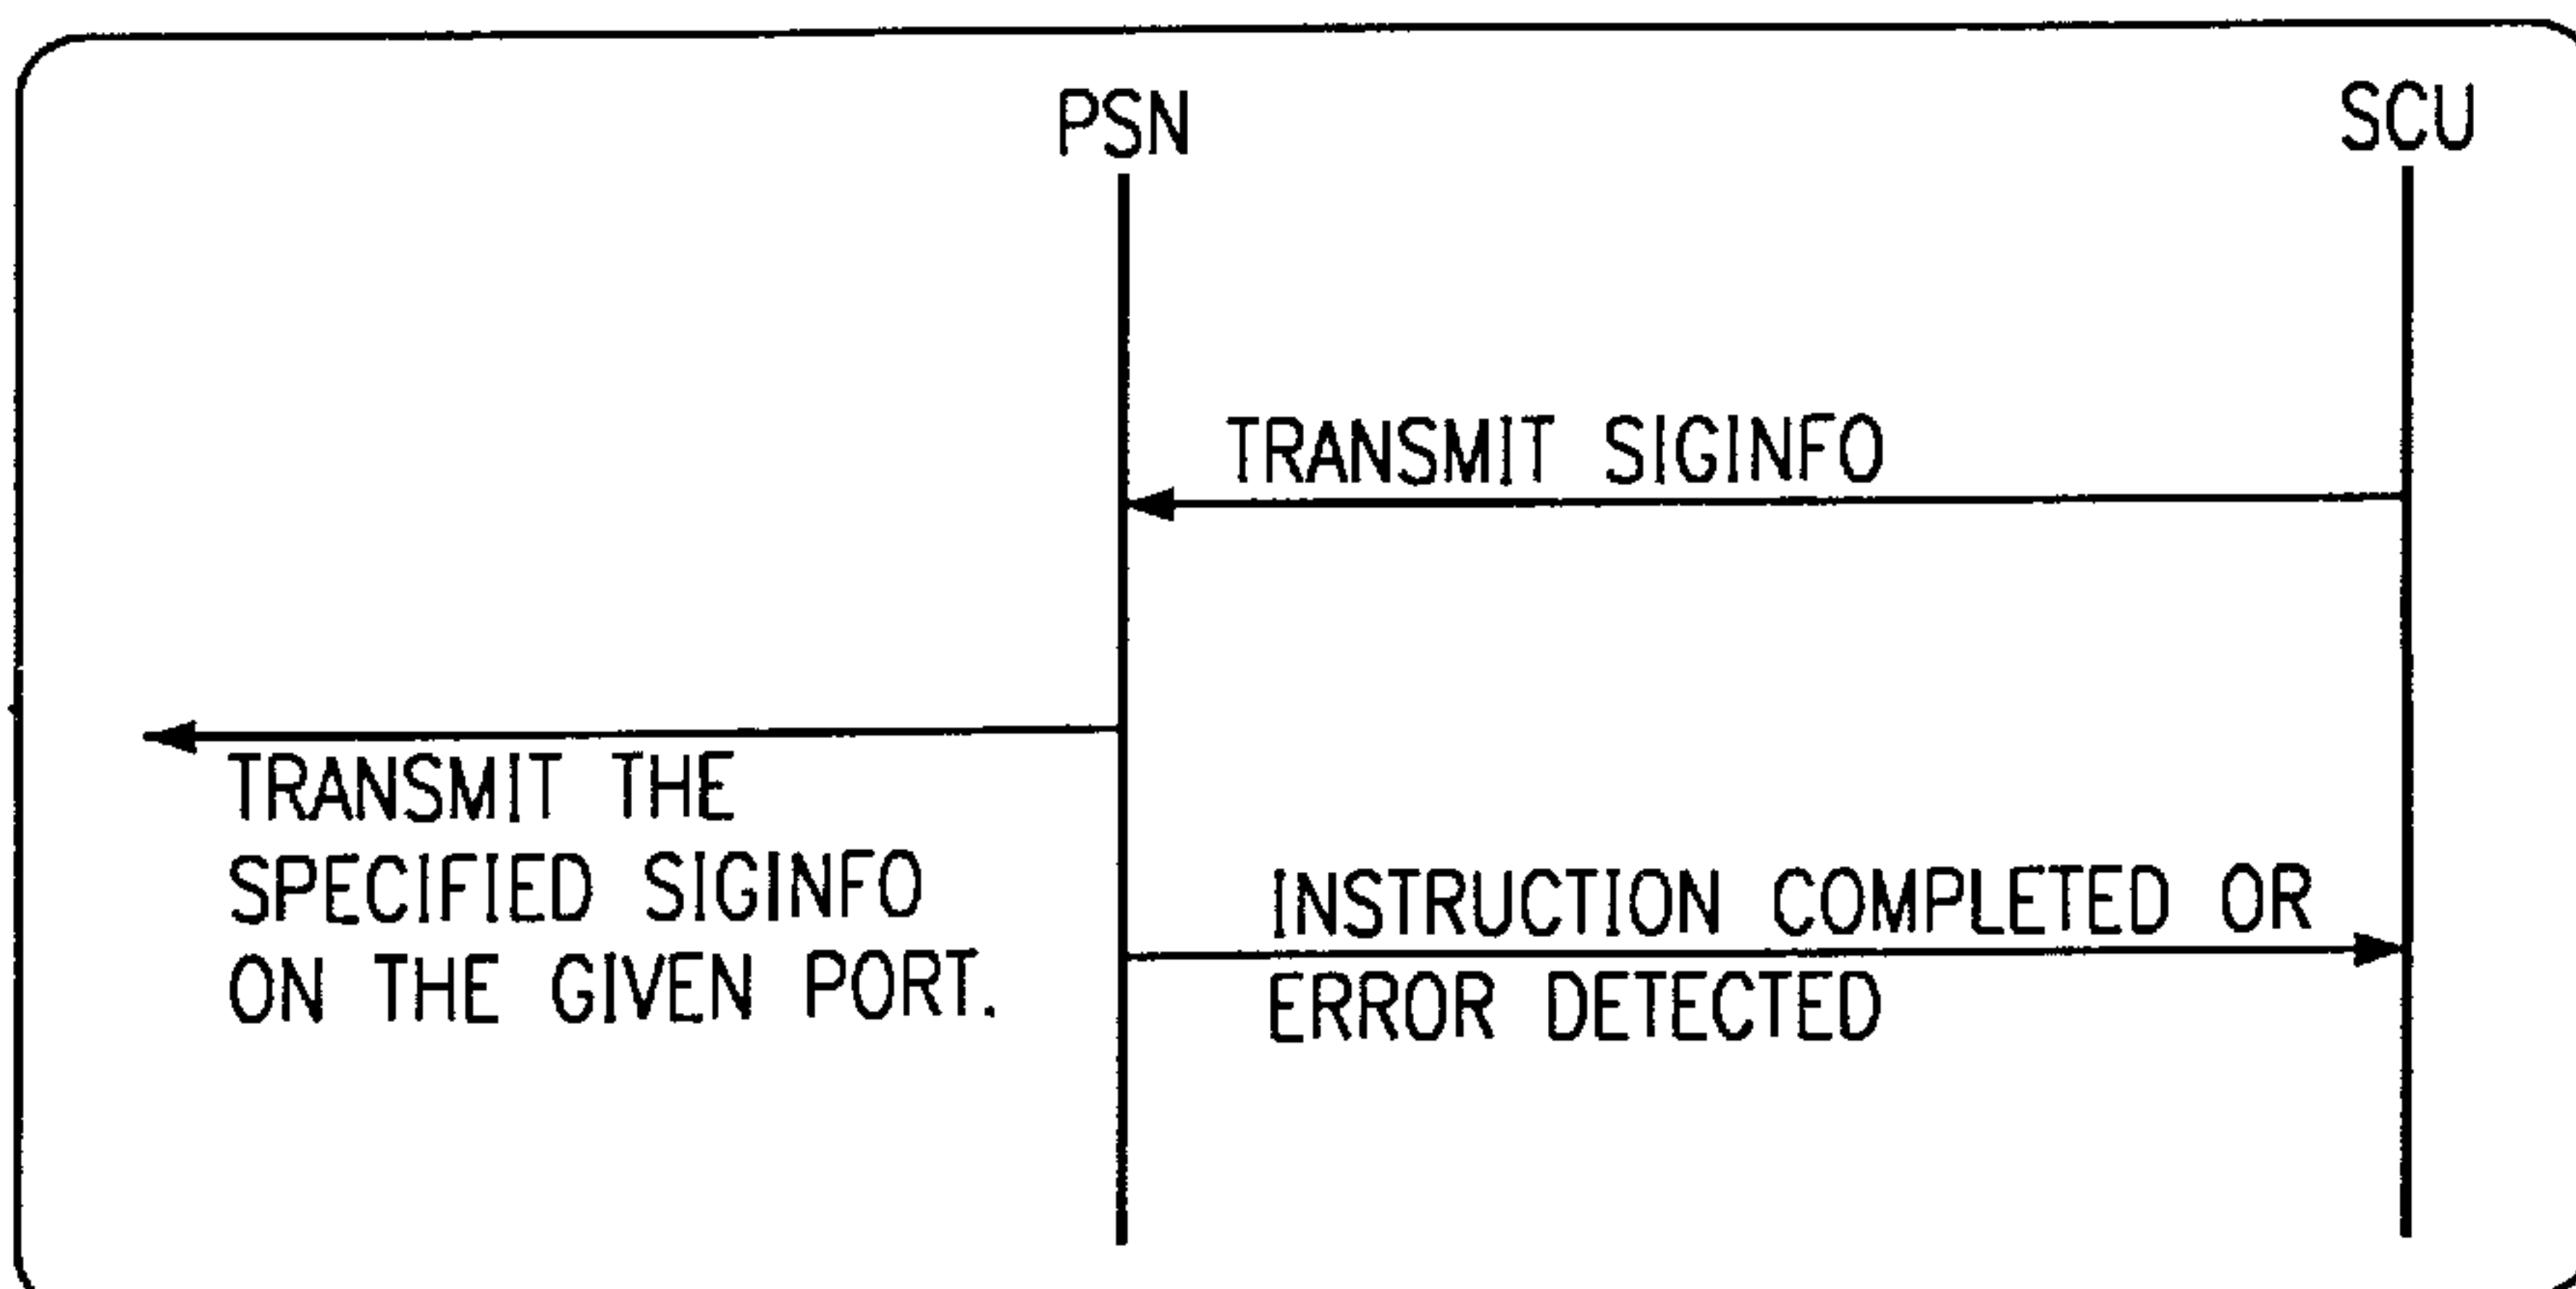 PSN
SCU
TRANSMIT SIGINFO
TRANSMIT THE
SPECIFIED SIGINFO
ON THE GIVEN PORT.
INSTRUCTION COMPLETED OR
ERROR DETECTED